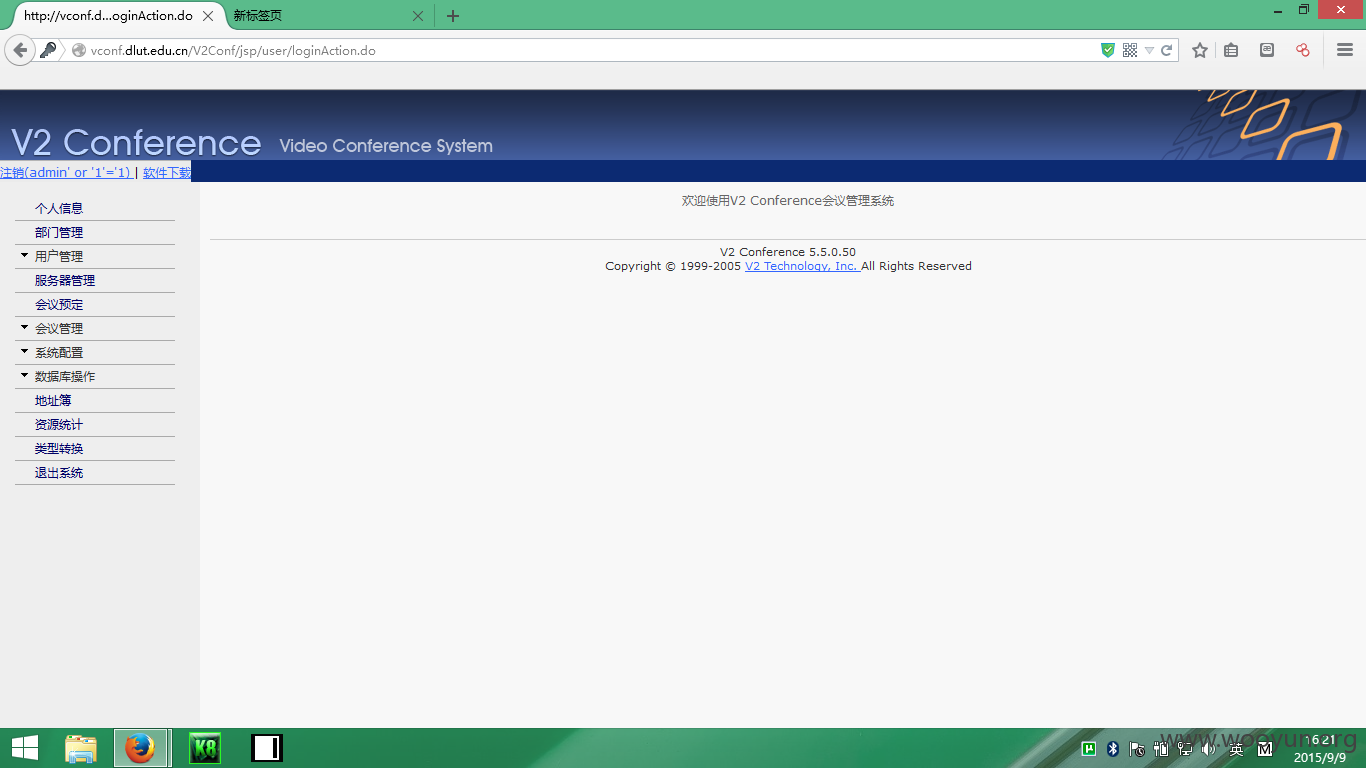 http://vconf.d...oginAction.do
新标签页
vconf.dlut.edu.cn/V2Conf/jsp/user/loginAction.do
V2 Conference Video Conference System
注销(admin' or '1'='1) | 软件下载
个人信息
部门管理
用户管理
服务器管理
会议预定
会议管理
系统配置
数据库操作
地址簿
资源统计
类型转换
退出系统
欢迎使用V2 Conference会议管理系统
V2 Conference 5.5.0.50
Copyright © 1999-2005 V2 Technology, Inc. All Rights Reserved
K8
英
M
16:21
2015/9/9
www.wooyun.org